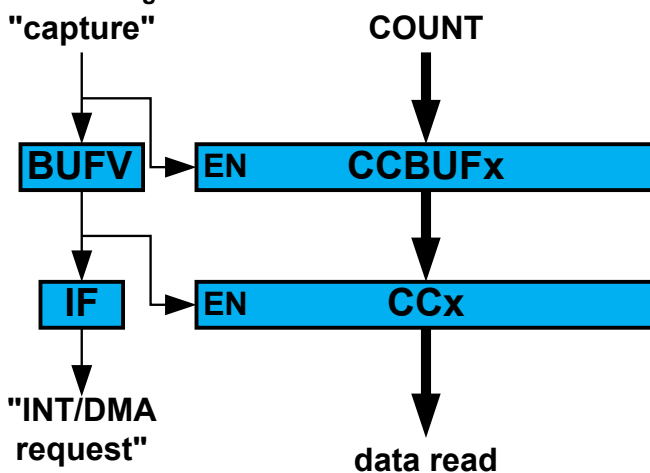 "capture"
COUNT
BUFV
EN
CCBUFx
IF
EN
CCx
"INT/DMA
request"
data read